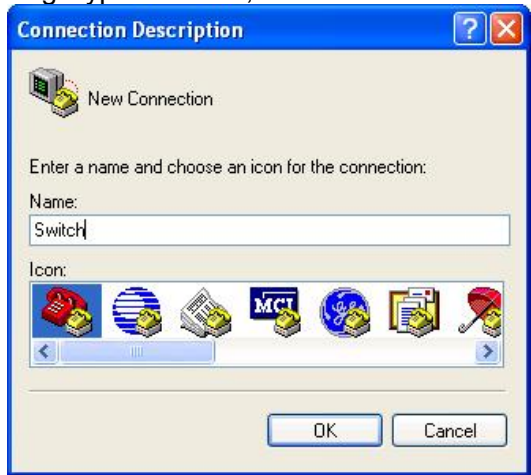 Connection Description
New Connection
Enter a name and choose an icon for the connection:
Name:
Switch
Icon:
MCI
OK
Cancel